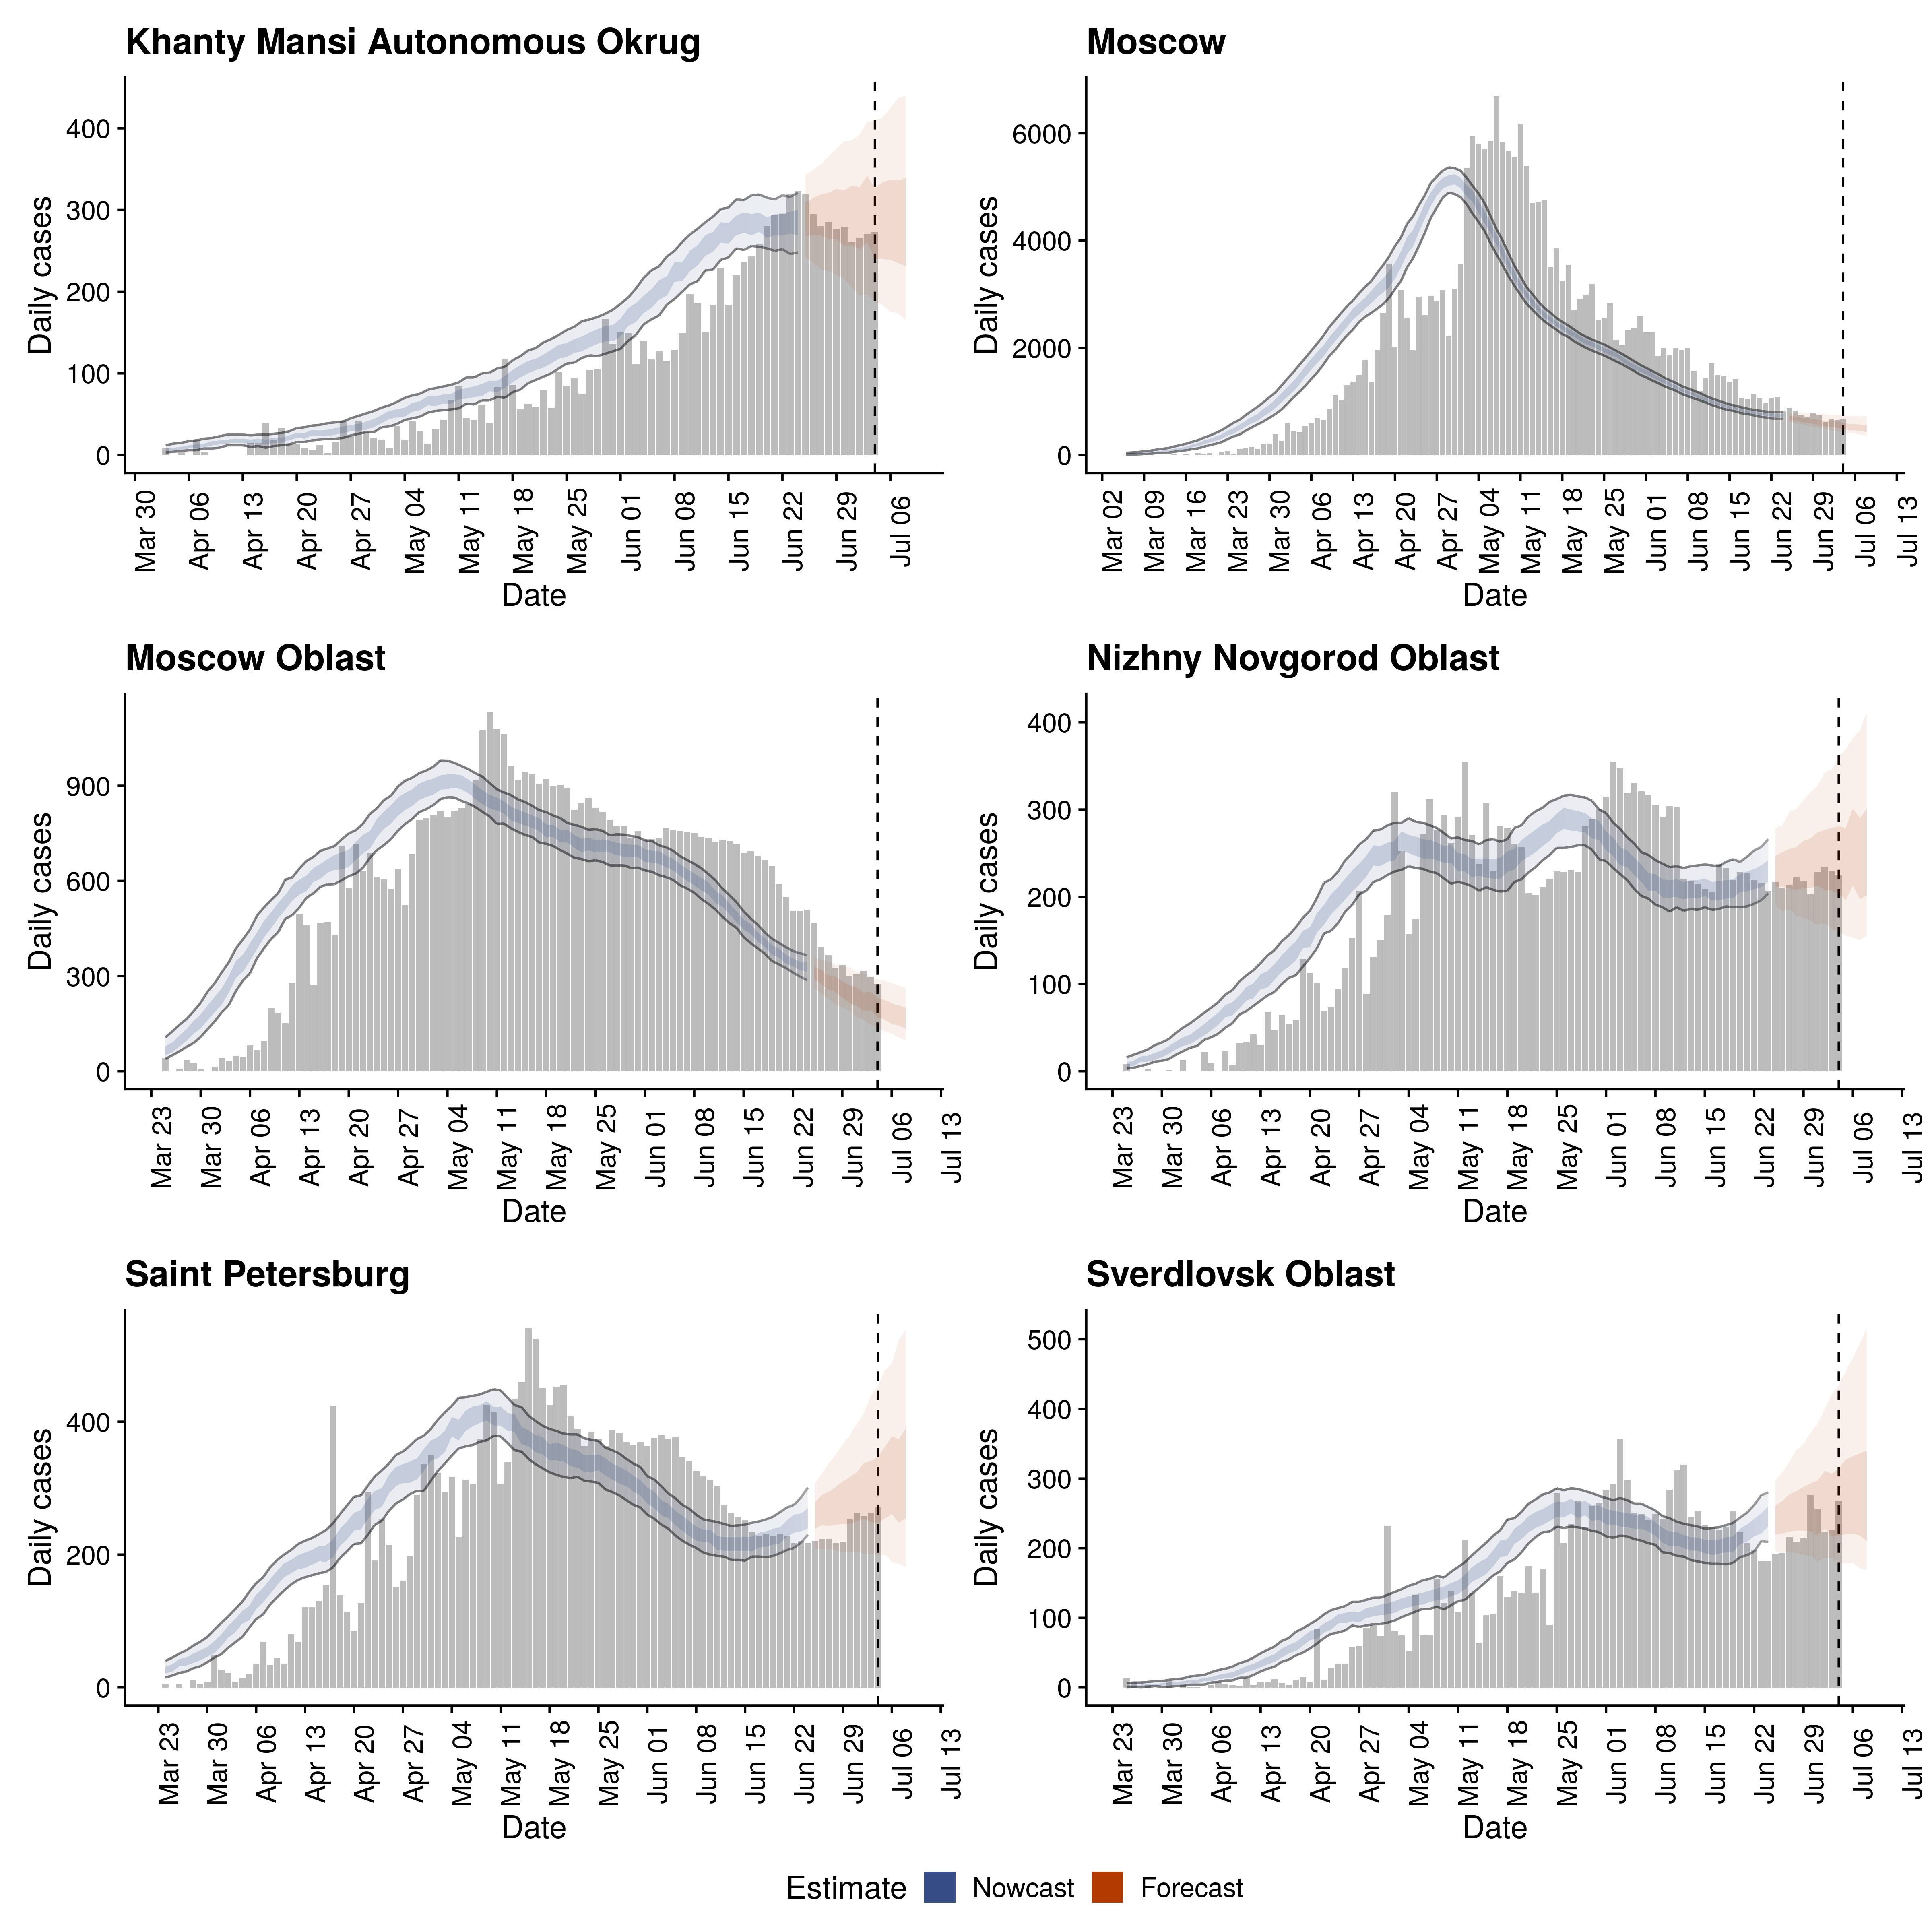 Khanty Mansi Autonomous Okrug
Daily cases
400
300
200
100
0
Mar 30
Apr 06
Apr 13
Apr 20
Apr 27
May 04
May 11
May 18
May 25
Jun 01
Jun 08
Jun 15
Jun 22
Jun 29
Jul 06
Date
Moscow
Daily cases
6000
4000
2000
0
Mar 02
Mar 09
Mar 16
Mar 23
Mar 30
Apr 06
Apr 13
Apr 20
Apr 27
May 04
May 11
May 18
May 25
Jun 01
Jun 08
Jun 15
Jun 22
Jun 29
Jul 06
Jul 13
Date
Moscow Oblast
Daily cases
900
600
300
0
Mar 23
Mar 30
Apr 06
Apr 13
Apr 20
Apr 27
May 04
May 11
May 18
May 25
Jun 01
Jun 08
Jun 15
Jun 22
Jun 29
Jul 06
Jul 13
Date
Nizhny Novgorod Oblast
Daily cases
400
300
200
100
0
Mar 23
Mar 30
Apr 06
Apr 13
Apr 20
Apr 27
May 04
May 11
May 18
May 25
Jun 01
Jun 08
Jun 15
Jun 22
Jun 29
Jul 06
Jul 13
Date
Saint Petersburg
Daily cases
400
200
0
Mar 23
Mar 30
Apr 06
Apr 13
Apr 20
Apr 27
May 04
May 11
May 18
May 25
Jun 01
Jun 08
Jun 15
Jun 22
Jun 29
Jul 06
Jul 13
Date
Sverdlovsk Oblast
Daily cases
500
400
300
200
100
0
Mar 23
Mar 30
Apr 06
Apr 13
Apr 20
Apr 27
May 04
May 11
May 18
May 25
Jun 01
Jun 08
Jun 15
Jun 22
Jun 29
Jul 06
Jul 13
Date
Estimate Nowcast Forecast